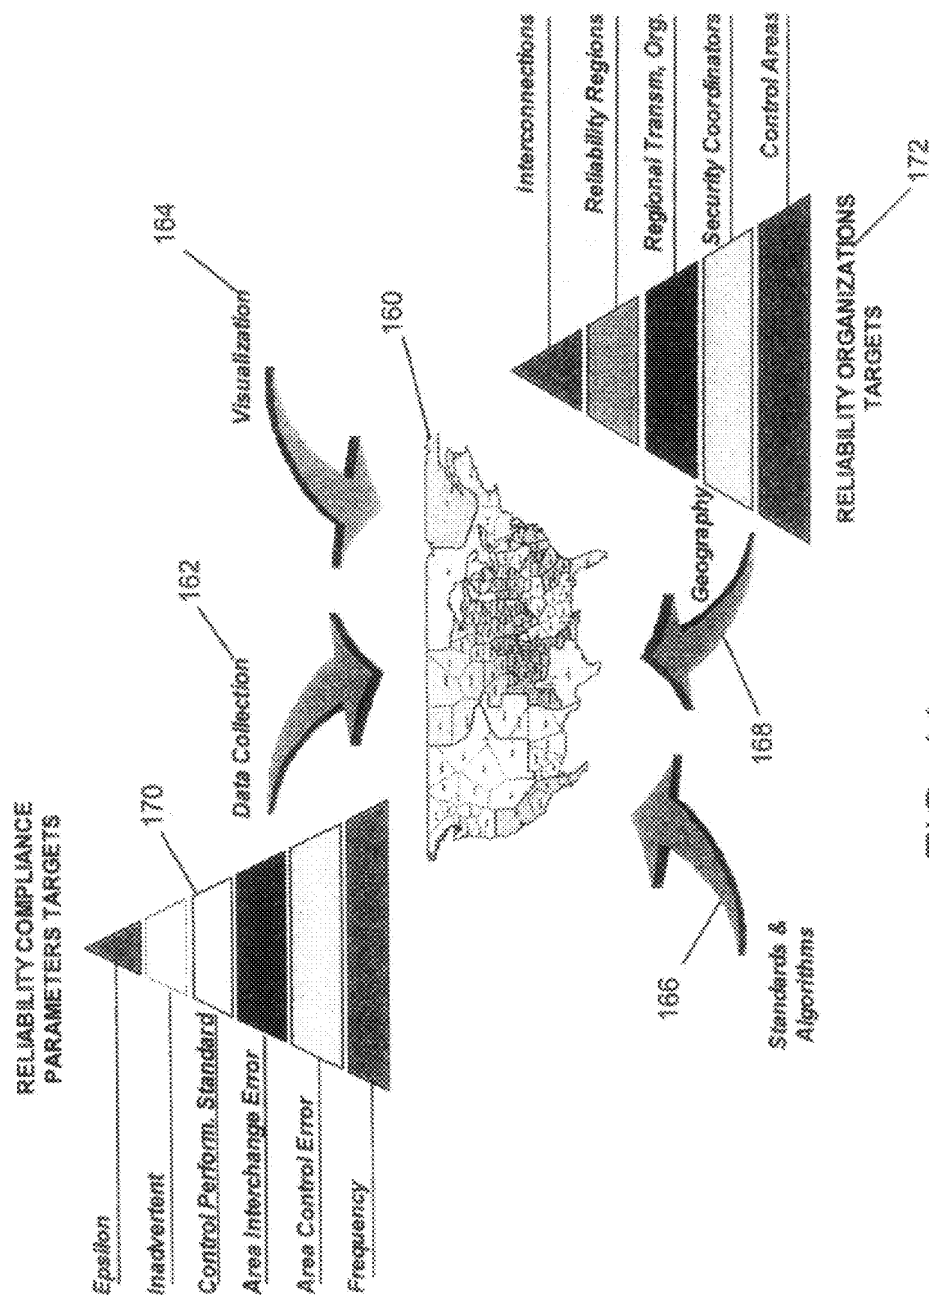 RELIABILITY COMPLIANCE
PARAMETERS TARGETS
Epsilon
Inadvertent
Control Perform. Standard
Area Interchange Error
Area Control Error
Frequency
170
Data Collection
162
Visualization
164
160
Standards &
Algorithms
166
168
Geography
Interconnections
Reliability Regions
Regional Transm, Org.
Security Coordinators
Control Areas
RELIABILITY ORGANIZATIONS
TARGETS
172